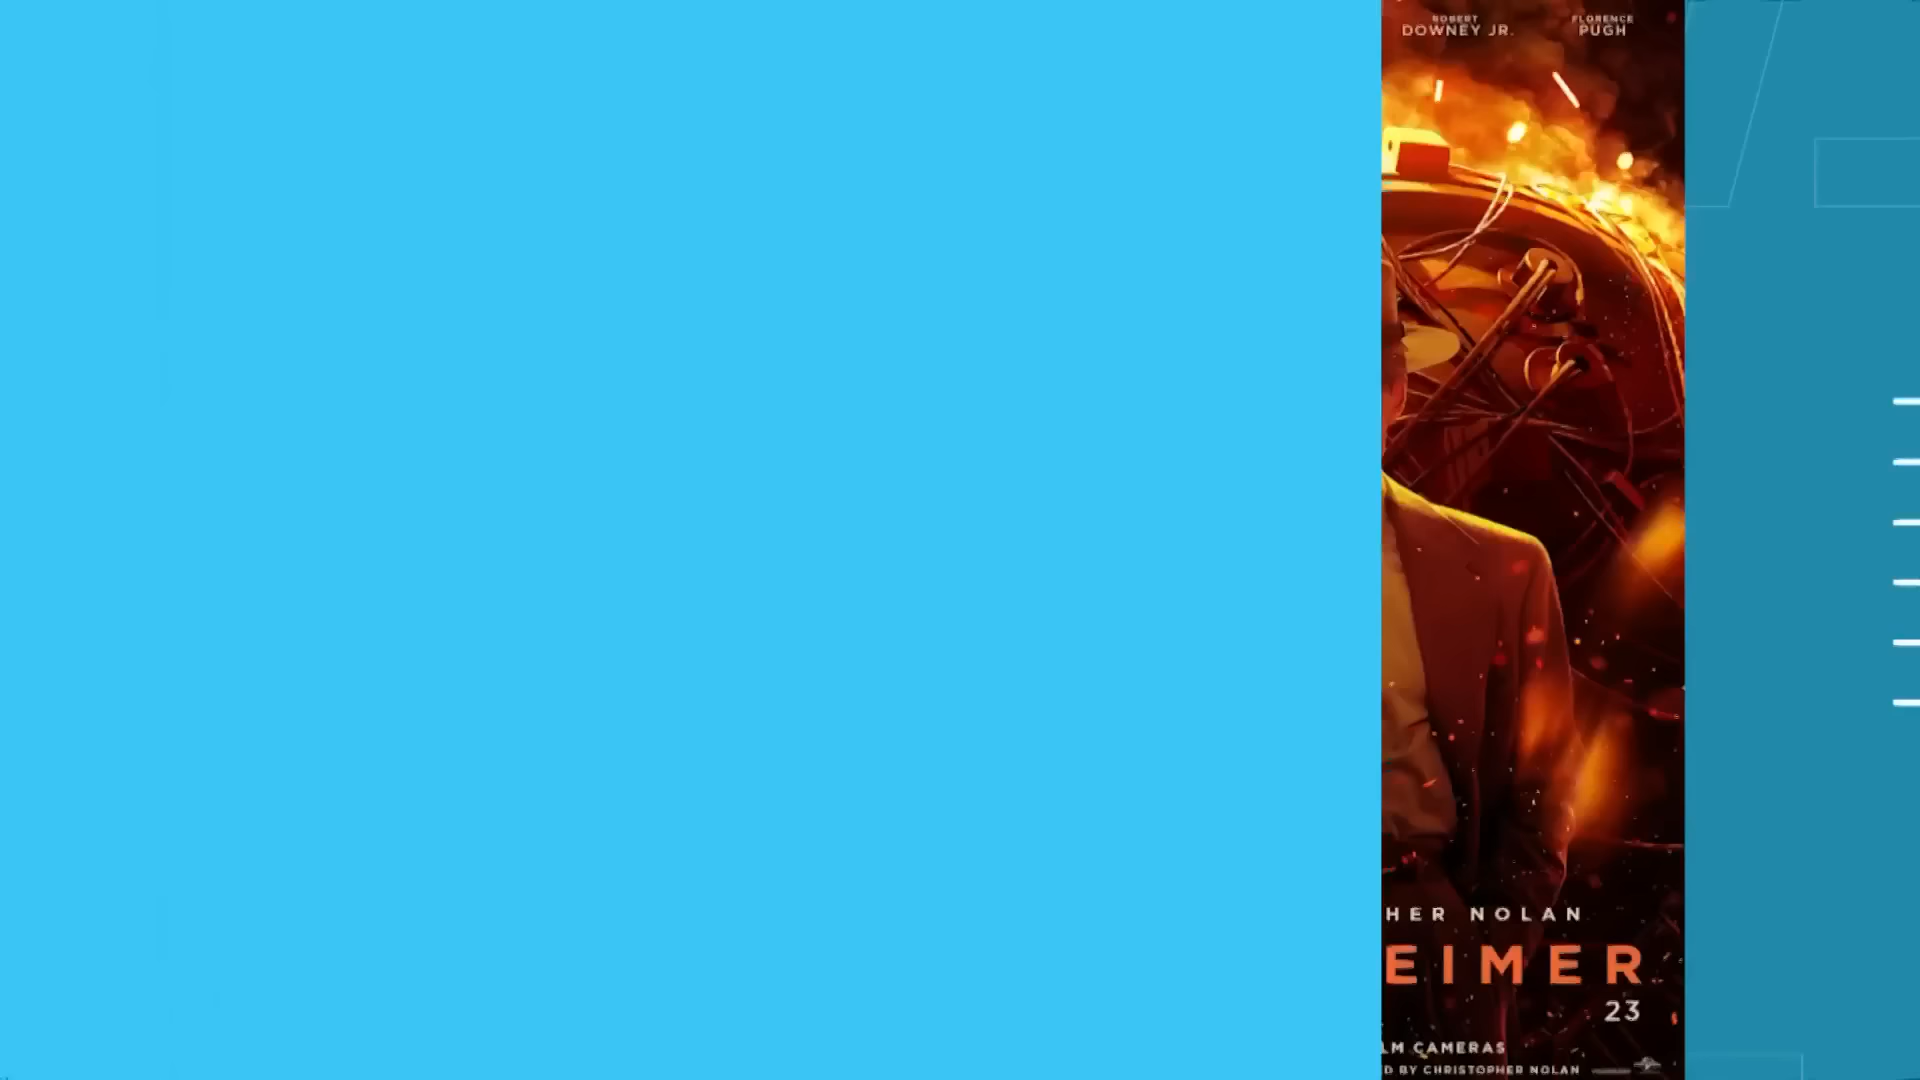 ROBERT
DOWNEY JR.
FLORENCE
PUGH
HER NOLAN
EIMER
23
LM CAMERAS
D BY CHRISTOPHER NOLAN